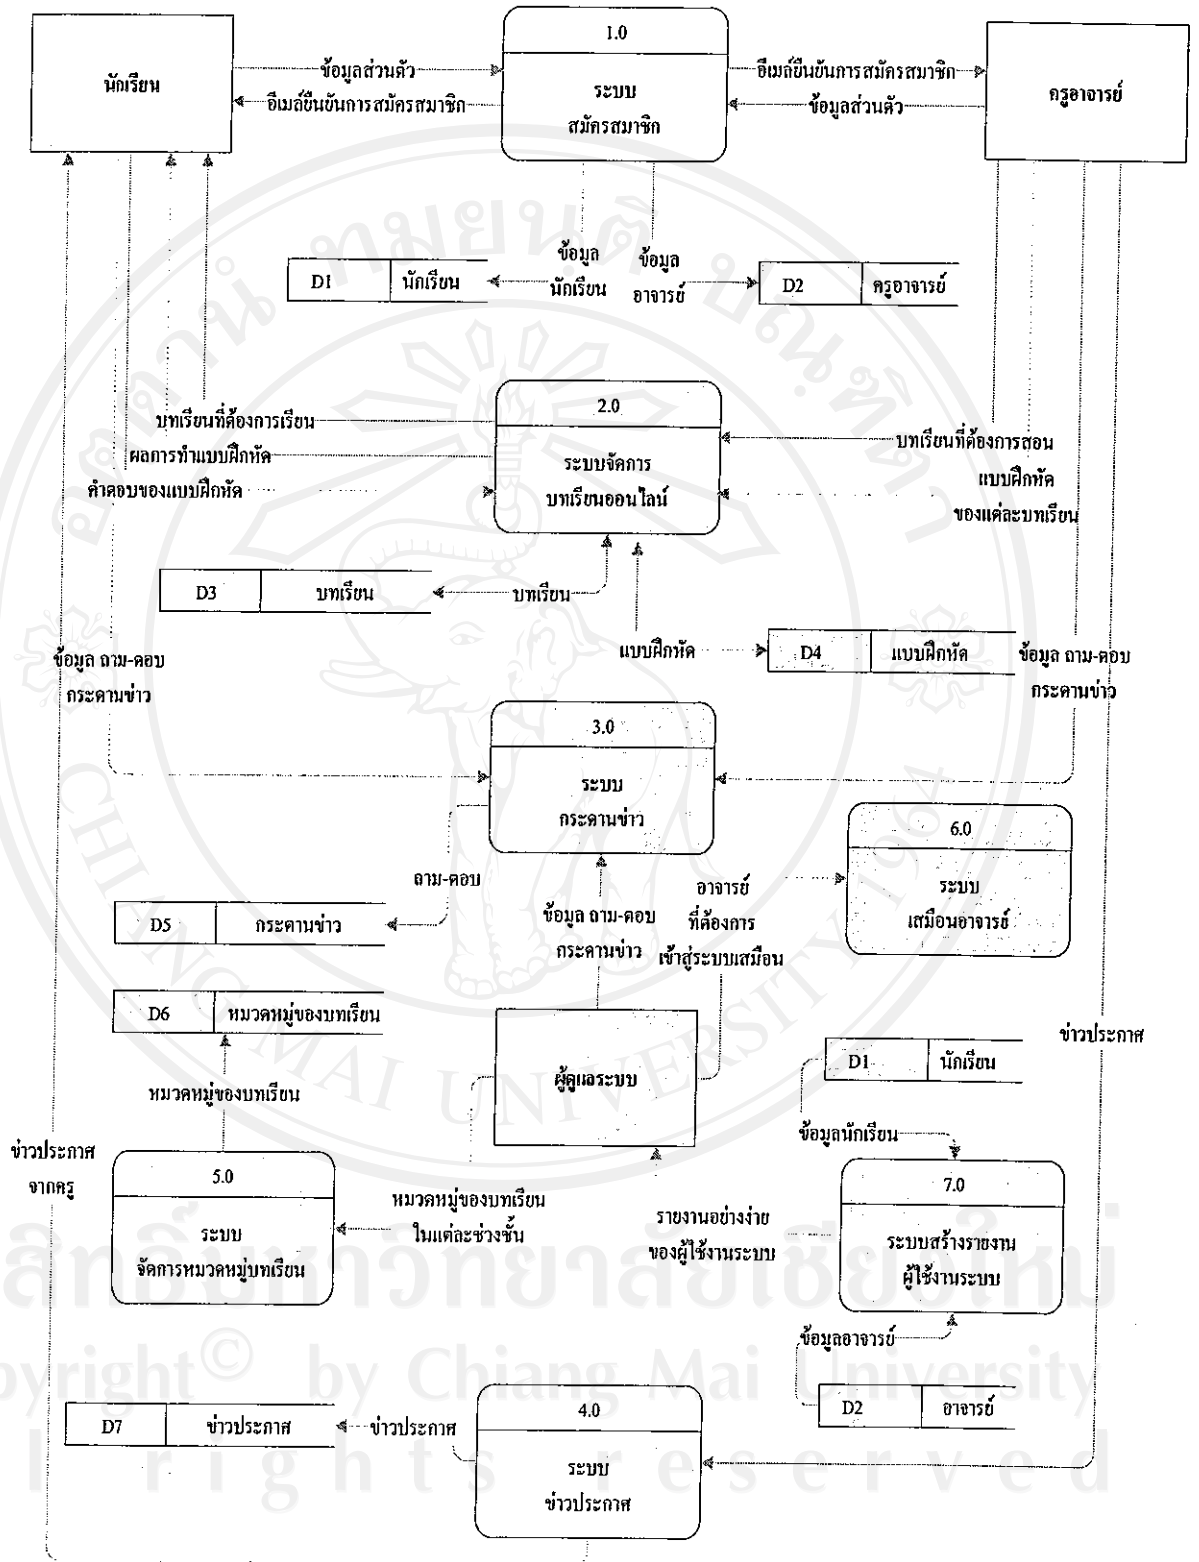 1.0
นักเรียน
ข้อมูลส่วนตัว
อีเมล์ยืนยันการสมัครสมาชิก
ระบบ
สมัครสมาชิก
อีเมล์ยืนยันการสมัครสมาชิก
ข้อมูลส่วนตัว
ครูอาจารย์
ข้อมูล
นักเรียน
ข้อมูล
อาจารย์
D1 นักเรียน
D2 ครูอาจารย์
2.0
ระบบจัดการ
บทเรียนออนไลน์
บทเรียนที่ต้องการเรียน
ผลการทำแบบฝึกหัด
คำตอบของแบบฝึกหัด
บทเรียนที่ต้องการสอน
แบบฝึกหัด
ของแต่ละบทเรียน
D3 บทเรียน
บทเรียน
แบบฝึกหัด
D4 แบบฝึกหัด
ข้อมูล ถาม-ตอบ
กระดานข่าว
ข้อมูล ถาม-ตอบ
กระดานข่าว
3.0
ระบบ
กระดานข่าว
6.0
ระบบ
เสมือนอาจารย์
ถาม-ตอบ
ข้อมูล ถาม-ตอบ
กระดานข่าว
อาจารย์
ที่ต้องการ
เข้าสู่ระบบเสมือน
D5 กระดานข่าว
D6 หมวดหมู่ของบทเรียน
ผู้ดูแลระบบ
ข่าวประกาศ
D1 นักเรียน
หมวดหมู่ของบทเรียน
ข้อมูลนักเรียน
ข่าวประกาศ
จากครู
5.0
ระบบ
จัดการหมวดหมู่บทเรียน
หมวดหมู่ของบทเรียน
ในแต่ละช่วงชั้น
รายงานอย่างง่าย
ของผู้ใช้งานระบบ
7.0
ระบบสร้างรายงาน
ผู้ใช้งานระบบ
ข้อมูลอาจารย์
D2 อาจารย์
D7 ข่าวประกาศ
ข่าวประกาศ
4.0
ระบบ
ข่าวประกาศ
CHIANG MAI UNIVERSITY 1964
by Chiang Mai University
rights reserved